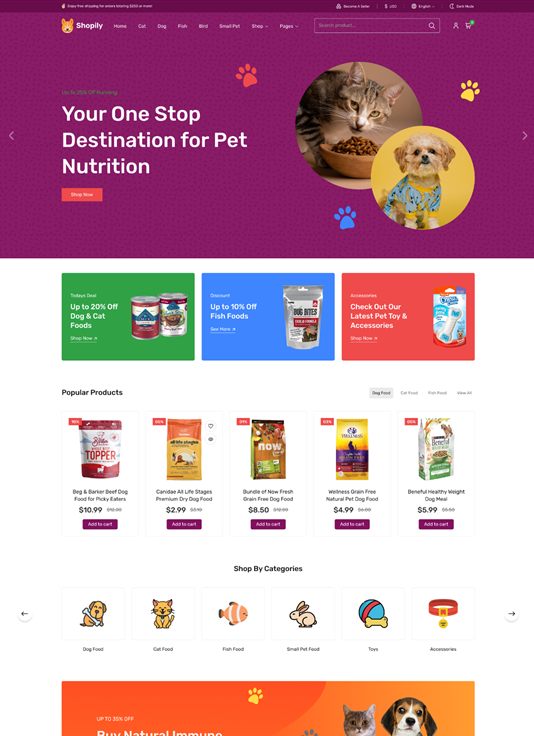 Enjoy free shipping for orders totaling $250 or more!
Become A Seller
$ USD
English
Dark Mode
Shopily
Home
Cat
Dog
Fish
Bird
Small Pet
Shop
Pages
Search product...
0
Up to 25% Off Running
Your One Stop
Destination for Pet
Nutrition
Shop Now
Todays Deal
Up to 20% Off
Dog & Cat
Foods
Shop Now
Discount
Up to 10% Off
Fish Foods
See More
Accessories
Check Out Our
Latest Pet Toy &
Accessories
Shop Now
Popular Products
Dog Food
Cat Food
Fish Food
View All
TOPPER
now
WELLNESS
Beneful
Beg & Barker Beef Dog
Food for Picky Eaters
$10.99
$12.00
Add to cart
Canidae All Life Stages
Premium Dry Dog Food
$2.99
Add to cart
Bundle of Now Fresh
Grain Free Dog Food
$8.50
$12.00
Add to cart
Wellness Grain Free
Natural Pet Dog Food
$4.99
Add to cart
Beneful Healthy Weight
Dog Meal
$5.99
Add to cart
Shop By Categories
Dog Food
Cat Food
Fish Food
Small Pet Food
Toys
Accessories
UP TO 35% OFF
Buy Natural Immune